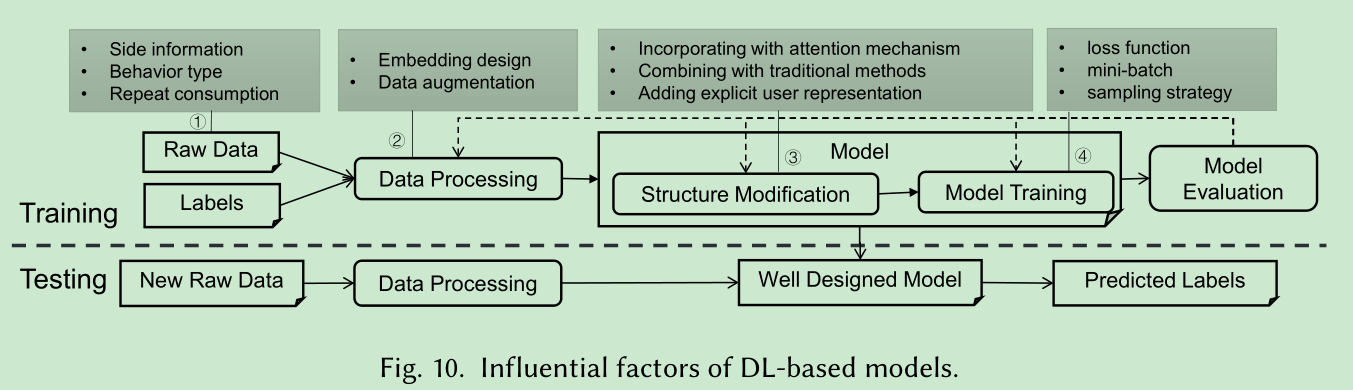 • Side information
• Behavior type
• Repeat consumption
• Embedding design
• Data augmentation
• Incorporating with attention mechanism
• Combining with traditional methods
• Adding explicit user representation
• loss function
• mini-batch
• sampling strategy
①
②
③
④
Raw Data
Labels
Data Processing
Model
Structure Modification
Model Training
Model
Evaluation
Training
Testing
New Raw Data
Data Processing
Well Designed Model
Predicted Labels
Fig. 10. Influential factors of DL-based models.